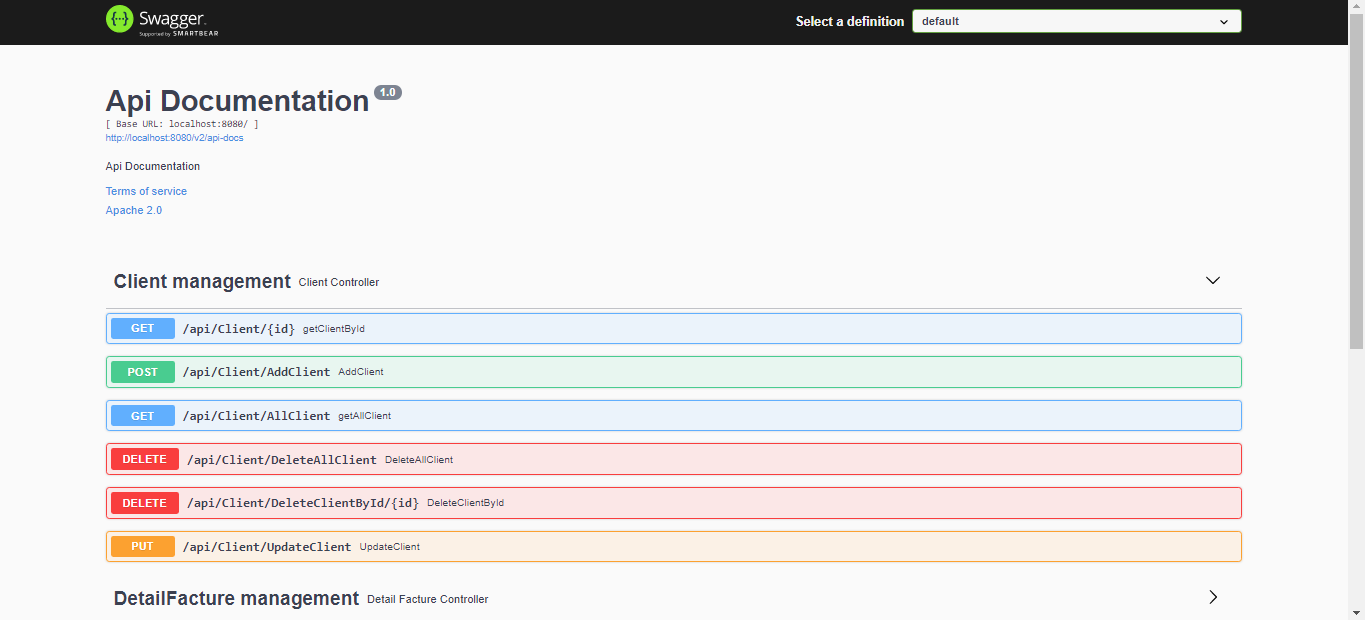 Swagger.
Supported by SMARTBEAR
Select a definition
default
Api Documentation 1.0
[ Base URL: localhost:8080/ ]
http://localhost:8080/v2/api-docs
Api Documentation
Terms of service
Apache 2.0
Client management Client Controller
GET /api/Client/{id} getClientById
POST /api/Client/AddClient AddClient
GET /api/Client/AllClient getAllClient
DELETE /api/Client/DeleteAllClient DeleteAllClient
DELETE /api/Client/DeleteClientById/{id} DeleteClientById
PUT /api/Client/UpdateClient UpdateClient
DetailFacture management Detail Facture Controller